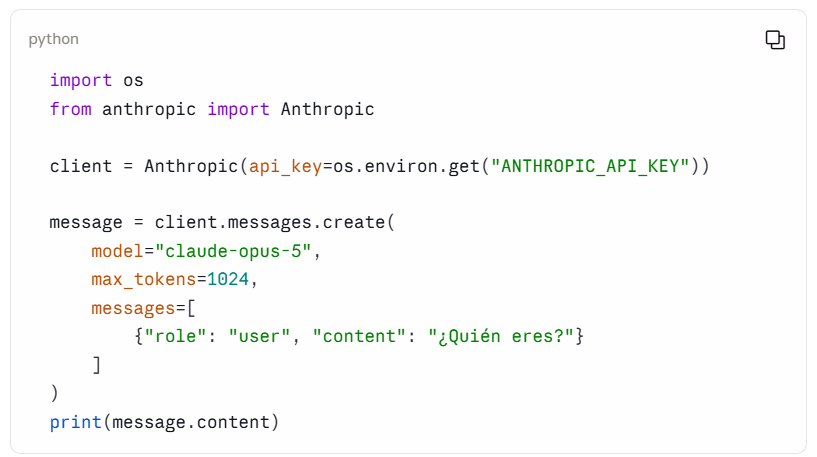 python
import os
from anthropic import Anthropic
client = Anthropic(api_key=os.environ.get("ANTHROPIC_API_KEY"))
message = client.messages.create(
    model="claude-opus-5",
    max_tokens=1024,
    messages=[
        {"role": "user", "content": "¿Quién eres?"}
    ]
)
print(message.content)